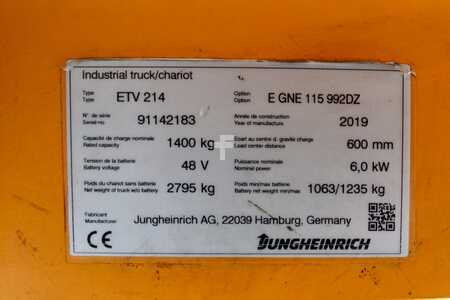 Industrial truck/chariot
Type ETV 214 Option E GNE 115 992DZ
Type Option
N° de série 91142183 Année de construction 2019
Serial no. Year of manufacture
Capacité de charge nominale 1400 kg Ecart au centre d. gravité charge 600 mm
Rated capacity Load center distance
Tension de la batterie 48 V Puissance nominale 6,0 kW
Battery voltage Nominal power
Poids du chariot sans batterie 2795 kg Poids min/max batterie 1063/1235 kg
Net weight of truck w/o battery Battery net weight min/max
Fabricant Jungheinrich AG, 22039 Hamburg, Germany
Manufacturer
CE JUNGHEINRICH